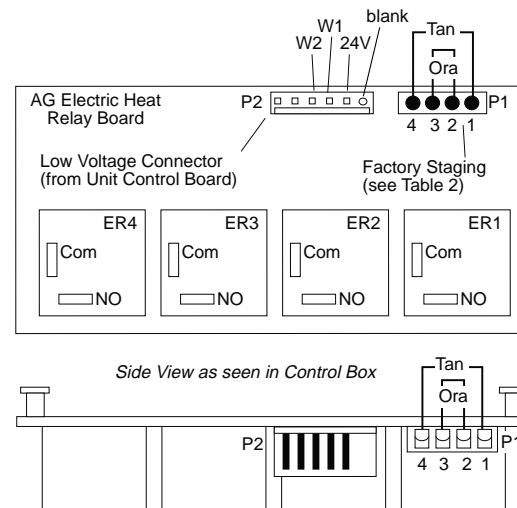 blank
W1
W2 24V
Tan
Ora
AG Electric Heat
Relay Board
P2
P1
4 3 2 1
Low Voltage Connector
(from Unit Control Board)
Factory Staging
(see Table 2)
ER4 ER3 ER2 ER1
Com Com Com Com
NO NO NO NO
Side View as seen in Control Box
Tan
Ora
P2
P1
4 3 2 1